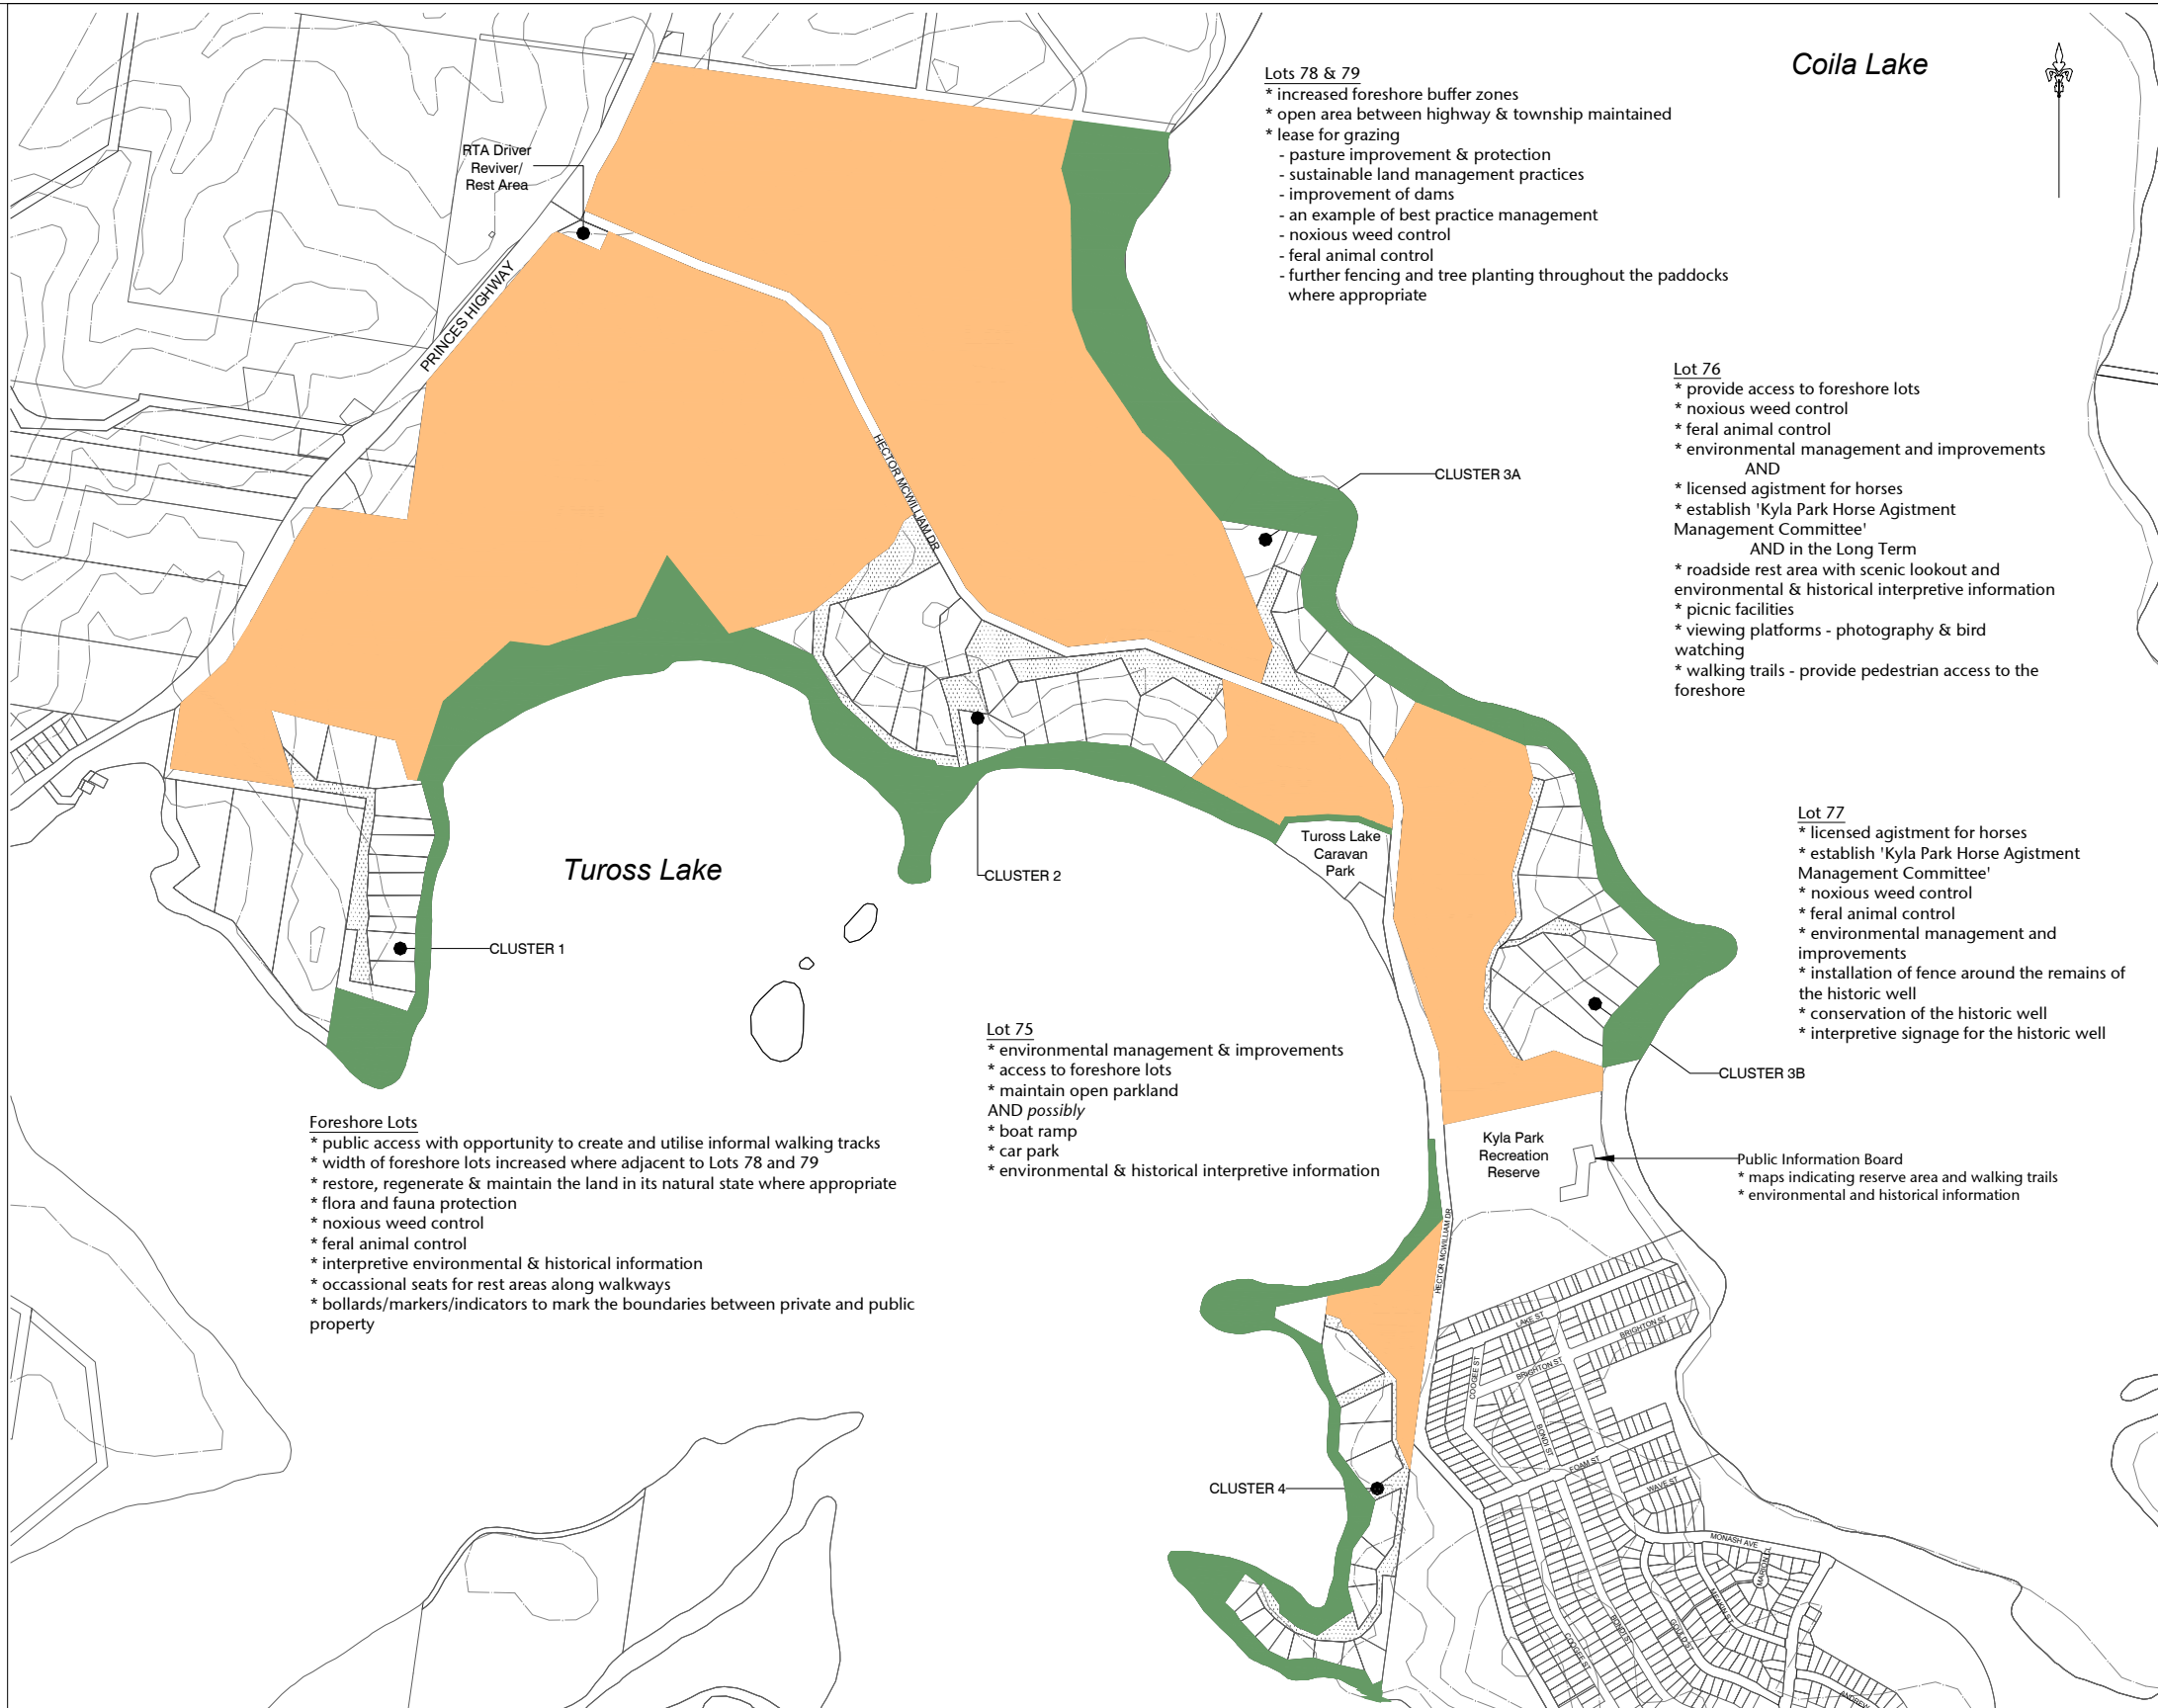 Coila Lake
Lots 78 & 79
* increased foreshore buffer zones
* open area between highway & township maintained
* lease for grazing
- pasture improvement & protection
- sustainable land management practices
- improvement of dams
- an example of best practice management
- noxious weed control
- feral animal control
- further fencing and tree planting throughout the paddocks
where appropriate
RTA Driver
Reviver/
Rest Area
PRINCES HIGHWAY
HECTOR MCWILLIAM DR
CLUSTER 3A
Lot 76
* provide access to foreshore lots
* noxious weed control
* feral animal control
* environmental management and improvements
AND
* licensed agistment for horses
* establish 'Kyla Park Horse Agistment
Management Committee'
AND in the Long Term
* roadside rest area with scenic lookout and
environmental & historical interpretive information
* picnic facilities
* viewing platforms - photography & bird
watching
* walking trails - provide pedestrian access to the
foreshore
Lot 77
* licensed agistment for horses
* establish 'Kyla Park Horse Agistment
Management Committee'
* noxious weed control
* feral animal control
* environmental management and
improvements
* installation of fence around the remains of
the historic well
* conservation of the historic well
* interpretive signage for the historic well
Tuross Lake
Caravan
Park
Tuross Lake
CLUSTER 2
CLUSTER 1
CLUSTER 3B
Lot 75
* environmental management & improvements
* access to foreshore lots
* maintain open parkland
AND possibly
* boat ramp
* car park
* environmental & historical interpretive information
Foreshore Lots
* public access with opportunity to create and utilise informal walking tracks
* width of foreshore lots increased where adjacent to Lots 78 and 79
* restore, regenerate & maintain the land in its natural state where appropriate
* flora and fauna protection
* noxious weed control
* feral animal control
* interpretive environmental & historical information
* occassional seats for rest areas along walkways
* bollards/markers/indicators to mark the boundaries between private and public
property
Kyla Park
Recreation
Reserve
Public Information Board
* maps indicating reserve area and walking trails
* environmental and historical information
HECTOR MCWILLIAM DR
LAKE ST
BRIGHTON ST
BRIGHTON ST
COOGEE ST
BONDI ST
FOAM ST
WAVE ST
CLUSTER 4
MONASH AVE
MARION CL
MEAKIN ST
GOULD ST
BONDI ST
COOGEE ST
ANDREW